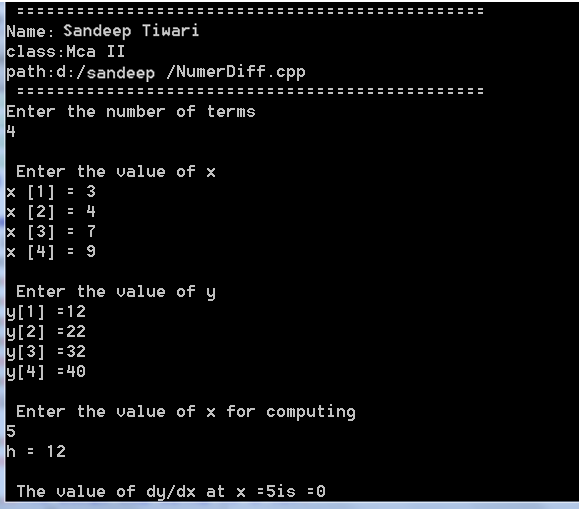 ===============================================
Name: Sandeep Tiwari
class:Mca II
path:d:/sandeep /NumerDiff.cpp
===============================================
Enter the number of terms
4
Enter the value of x
x [1] = 3
x [2] = 4
x [3] = 7
x [4] = 9
Enter the value of y
y[1] =12
y[2] =22
y[3] =32
y[4] =40
Enter the value of x for computing
5
h = 12
The value of dy/dx at x =5is =0